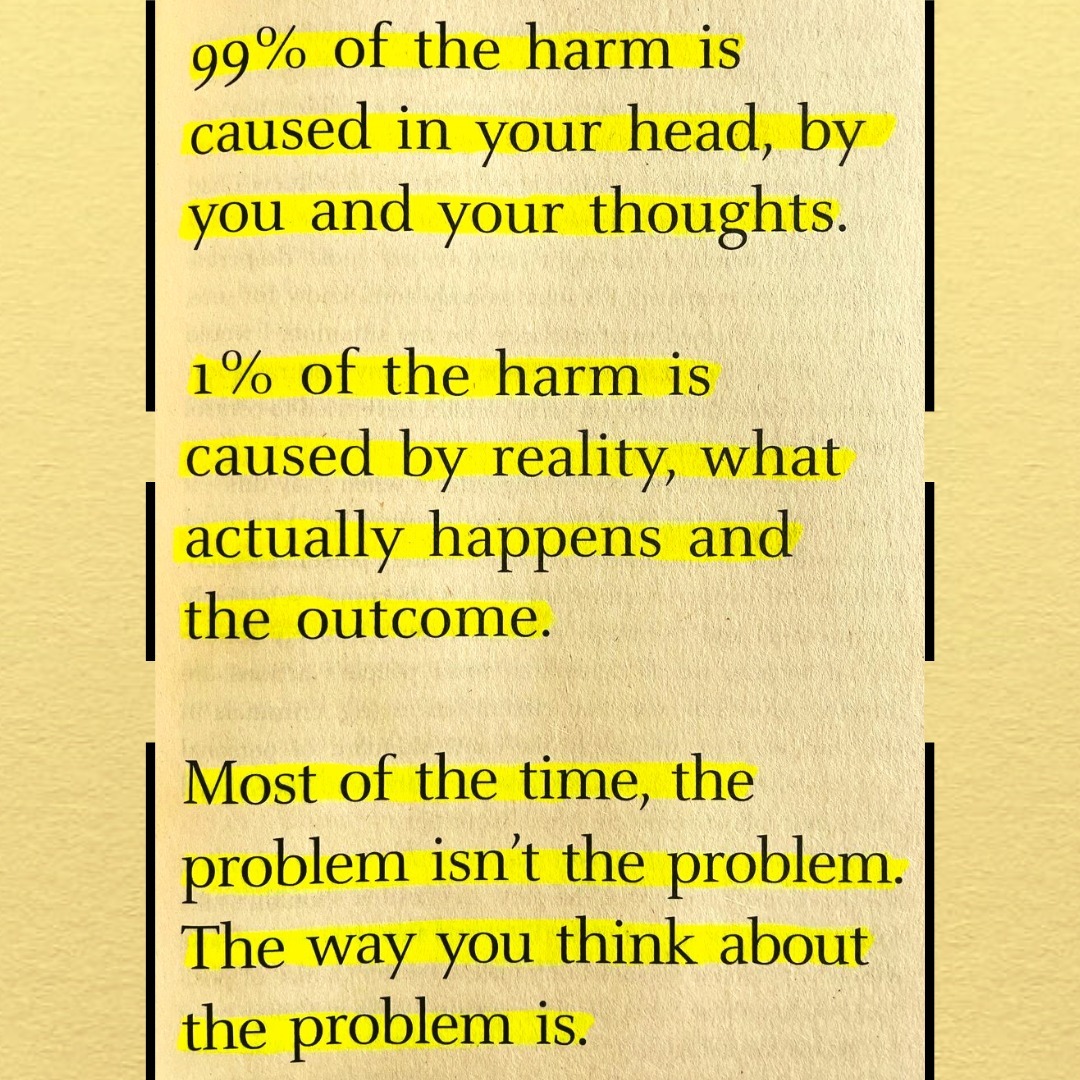 99% of the harm is
caused in your head, by
you and your thoughts.
1% of the harm is
caused by reality, what
actually happens and
the outcome.
Most of the time, the
problem isn't the problem.
The way you think about
the problem is.